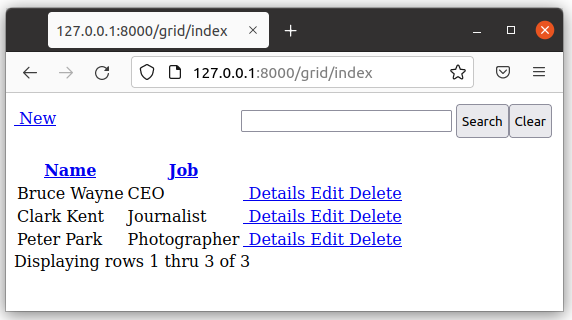 127.0.0.1:8000/grid/index
127.0.0.1:8000/grid/index
New Search Clear
Name Job
Bruce Wayne CEO Details Edit Delete
Clark Kent Journalist Details Edit Delete
Peter Park Photographer Details Edit Delete
Displaying rows 1 thru 3 of 3